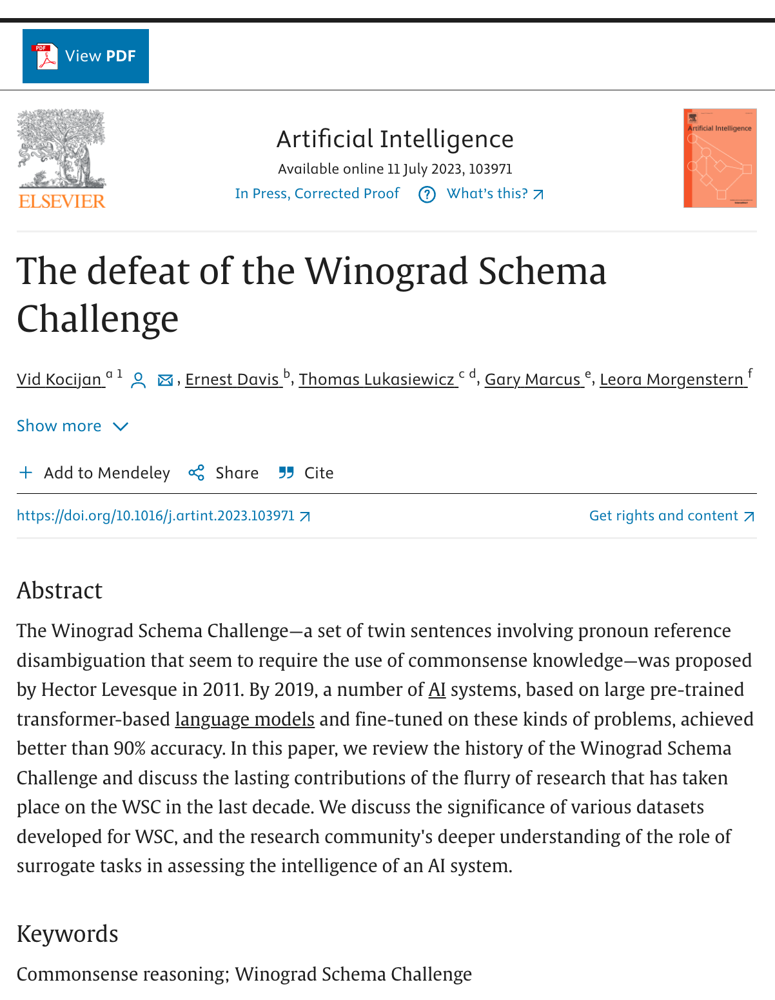 PDF
View PDF
ELSEVIER
Artificial Intelligence
Available online 11 July 2023, 103971
In Press, Corrected Proof ? What's this?
Artificial Intelligence
The defeat of the Winograd Schema
Challenge
Vid Kocijan a 1 , Ernest Davis b, Thomas Lukasiewicz c d, Gary Marcus e, Leora Morgenstern f
Show more
+ Add to Mendeley Share Cite
https://doi.org/10.1016/j.artint.2023.103971 Get rights and content
Abstract
The Winograd Schema Challenge—a set of twin sentences involving pronoun reference
disambiguation that seem to require the use of commonsense knowledge—was proposed
by Hector Levesque in 2011. By 2019, a number of AI systems, based on large pre-trained
transformer-based language models and fine-tuned on these kinds of problems, achieved
better than 90% accuracy. In this paper, we review the history of the Winograd Schema
Challenge and discuss the lasting contributions of the flurry of research that has taken
place on the WSC in the last decade. We discuss the significance of various datasets
developed for WSC, and the research community's deeper understanding of the role of
surrogate tasks in assessing the intelligence of an AI system.
Keywords
Commonsense reasoning; Winograd Schema Challenge